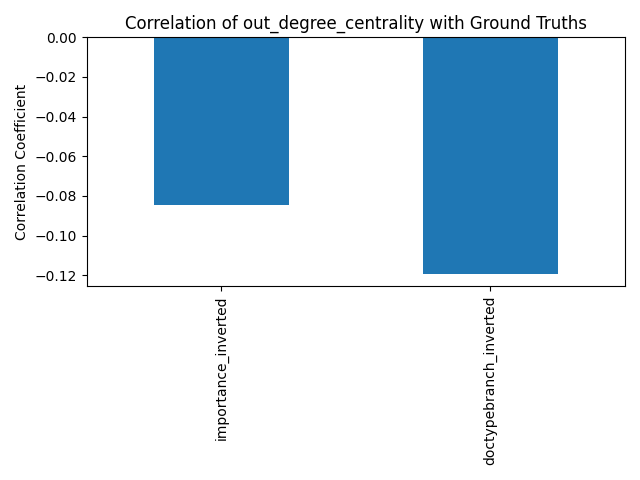 Correlation of out_degree_centrality with Ground Truths
Correlation Coefficient
0.00
−0.02
−0.04
−0.06
−0.08
−0.10
−0.12
importance_inverted
doctypebranch_inverted